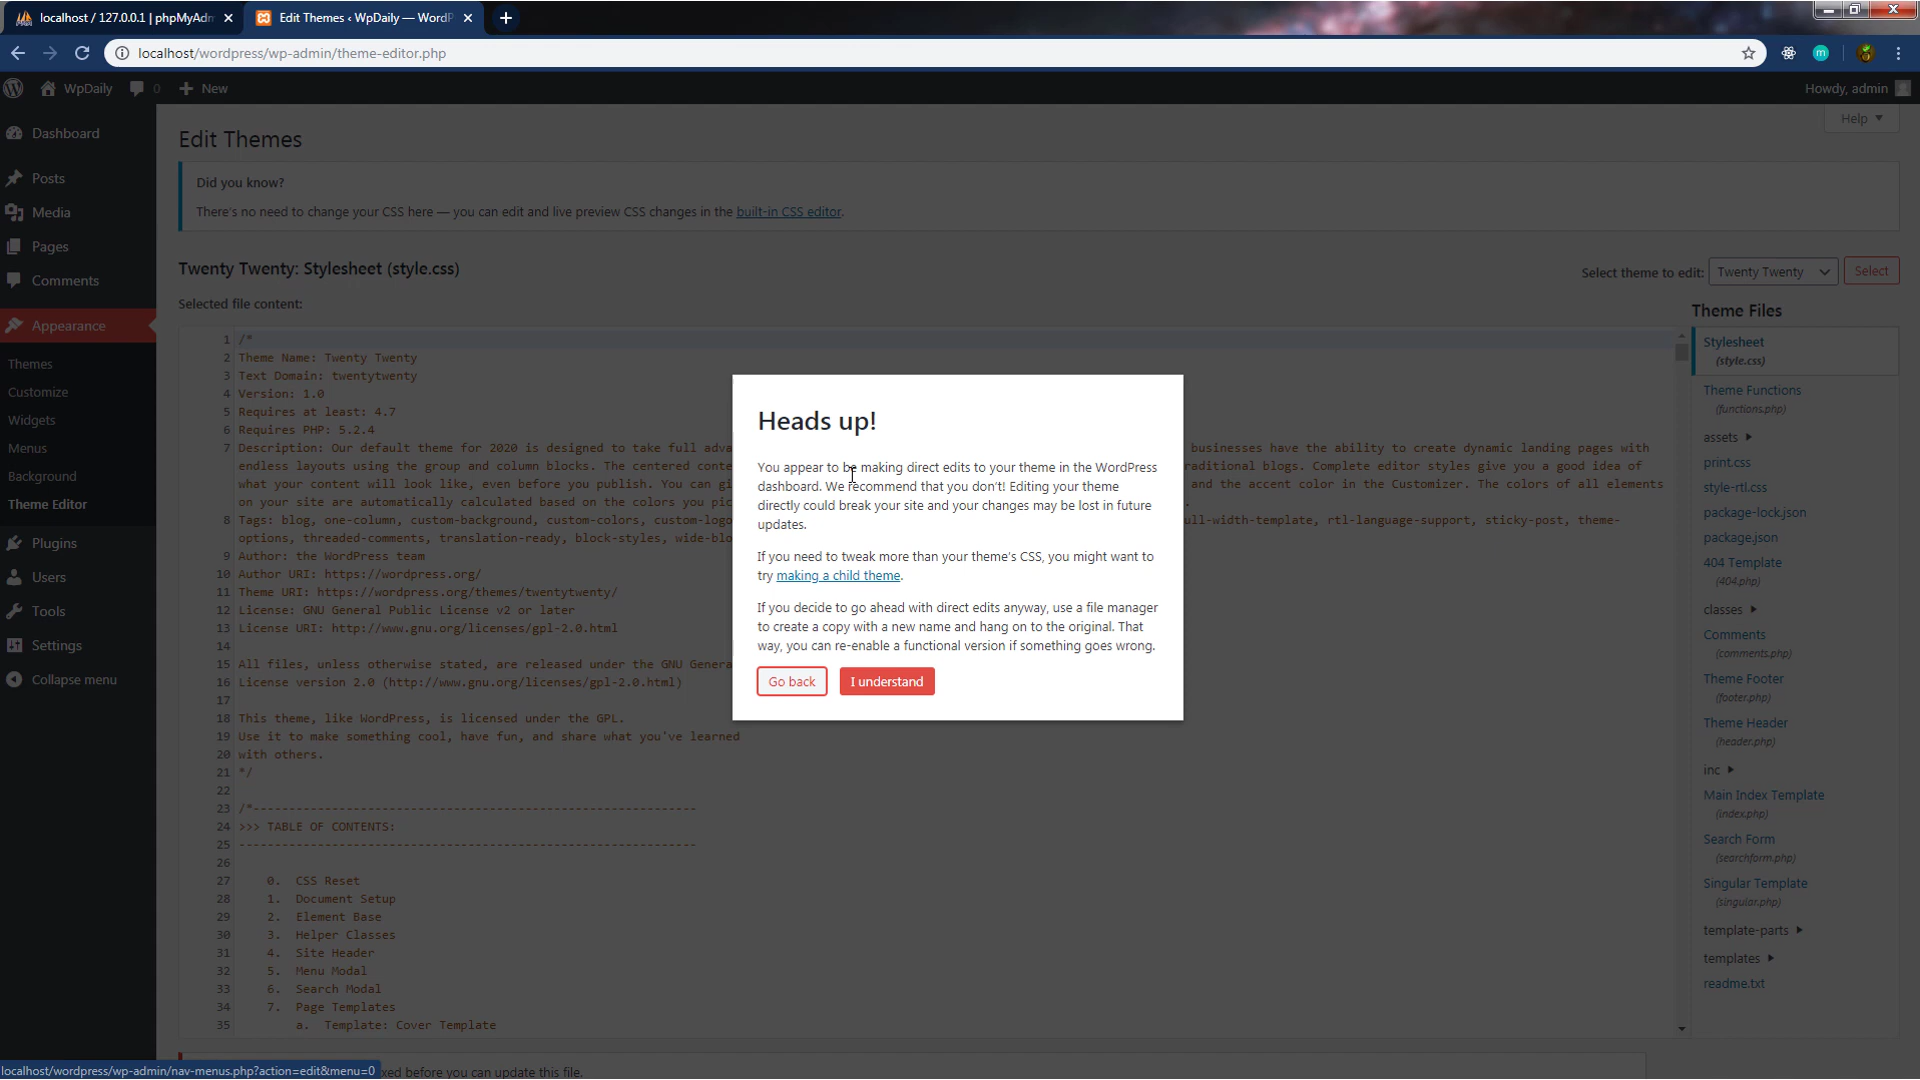 localhost / 127.0.0.1 | phpMyAdm
Edit Themes ‹ WpDaily — WordP
localhost/wordpress/wp-admin/theme-editor.php
m
WpDaily
0
New
Howdy, admin
Dashboard
Posts
Media
Pages
Comments
Appearance
Themes
Customize
Widgets
Menus
Background
Theme Editor
Plugins
Users
Tools
Settings
Collapse menu
Help
Edit Themes
Did you know?
There's no need to change your CSS here — you can edit and live preview CSS changes in the built-in CSS editor.
Twenty Twenty: Stylesheet (style.css)
Select theme to edit: Twenty Twenty Select
Selected file content:
1 /*
2 Theme Name: Twenty Twenty
3 Text Domain: twentytwenty
4 Version: 1.0
5 Requires at least: 4.7
6 Requires PHP: 5.2.4
7 Description: Our default theme for 2020 is designed to take full adva businesses have the ability to create dynamic landing pages with
endless layouts using the group and column blocks. The centered conte raditional blogs. Complete editor styles give you a good idea of
what your content will look like, even before you publish. You can gi and the accent color in the Customizer. The colors of all elements
on your site are automatically calculated based on the colors you pic
8 Tags: blog, one-column, custom-background, custom-colors, custom-logo ull-width-template, rtl-language-support, sticky-post, theme-
options, threaded-comments, translation-ready, block-styles, wide-blo
9 Author: the WordPress team
10 Author URI: https://wordpress.org/
11 Theme URI: https://wordpress.org/themes/twentytwenty/
12 License: GNU General Public License v2 or later
13 License URI: http://www.gnu.org/licenses/gpl-2.0.html
14
15 All files, unless otherwise stated, are released under the GNU Genera
16 License version 2.0 (http://www.gnu.org/licenses/gpl-2.0.html)
17
18 This theme, like WordPress, is licensed under the GPL.
19 Use it to make something cool, have fun, and share what you've learned
20 with others.
21 */
22
23 /*-----------------------------------------------------------
24 >>> TABLE OF CONTENTS:
25 -------------------------------------------------------------
26
27 0. CSS Reset
28 1. Document Setup
29 2. Element Base
30 3. Helper Classes
31 4. Site Header
32 5. Menu Modal
33 6. Search Modal
34 7. Page Templates
35 a. Template: Cover Template
Heads up!
You appear to be making direct edits to your theme in the WordPress
dashboard. We recommend that you don't! Editing your theme
directly could break your site and your changes may be lost in future
updates.
If you need to tweak more than your theme's CSS, you might want to
try making a child theme.
If you decide to go ahead with direct edits anyway, use a file manager
to create a copy with a new name and hang on to the original. That
way, you can re-enable a functional version if something goes wrong.
Go back
I understand
Theme Files
Stylesheet
(style.css)
Theme Functions
(functions.php)
assets
print.css
style-rtl.css
package-lock.json
package.json
404 Template
(404.php)
classes
Comments
(comments.php)
Theme Footer
(footer.php)
Theme Header
(header.php)
inc
Main Index Template
(index.php)
Search Form
(searchform.php)
Singular Template
(singular.php)
template-parts
templates
readme.txt
localhost/wordpress/wp-admin/nav-menus.php?action=edit&menu=0
xed before you can update this file.